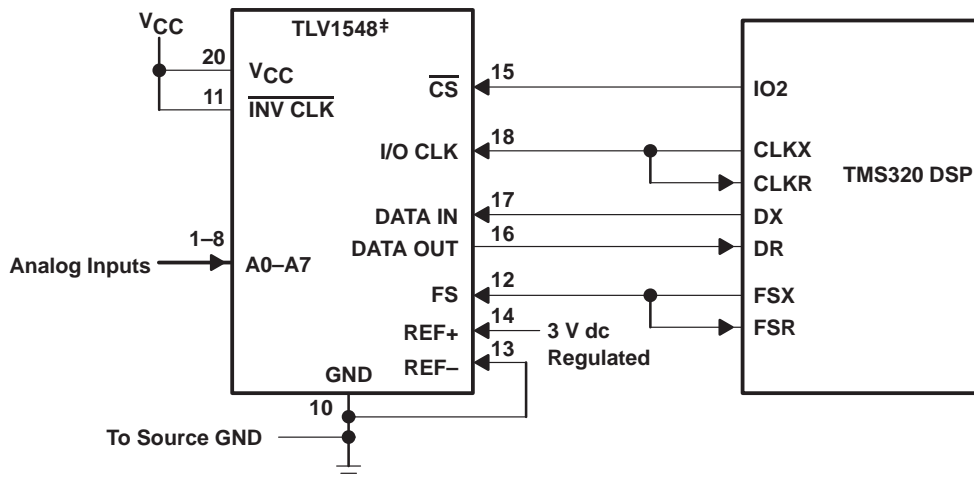 VCC
TLV1548‡
20
VCC
11
INV CLK
CS
15
IO2
I/O CLK
18
CLKX
CLKR
TMS320 DSP
DATA IN
17
DX
DATA OUT
16
DR
1–8
Analog Inputs
A0–A7
FS
12
FSX
FSR
REF+
14
3 V dc
Regulated
REF–
13
GND
10
To Source GND